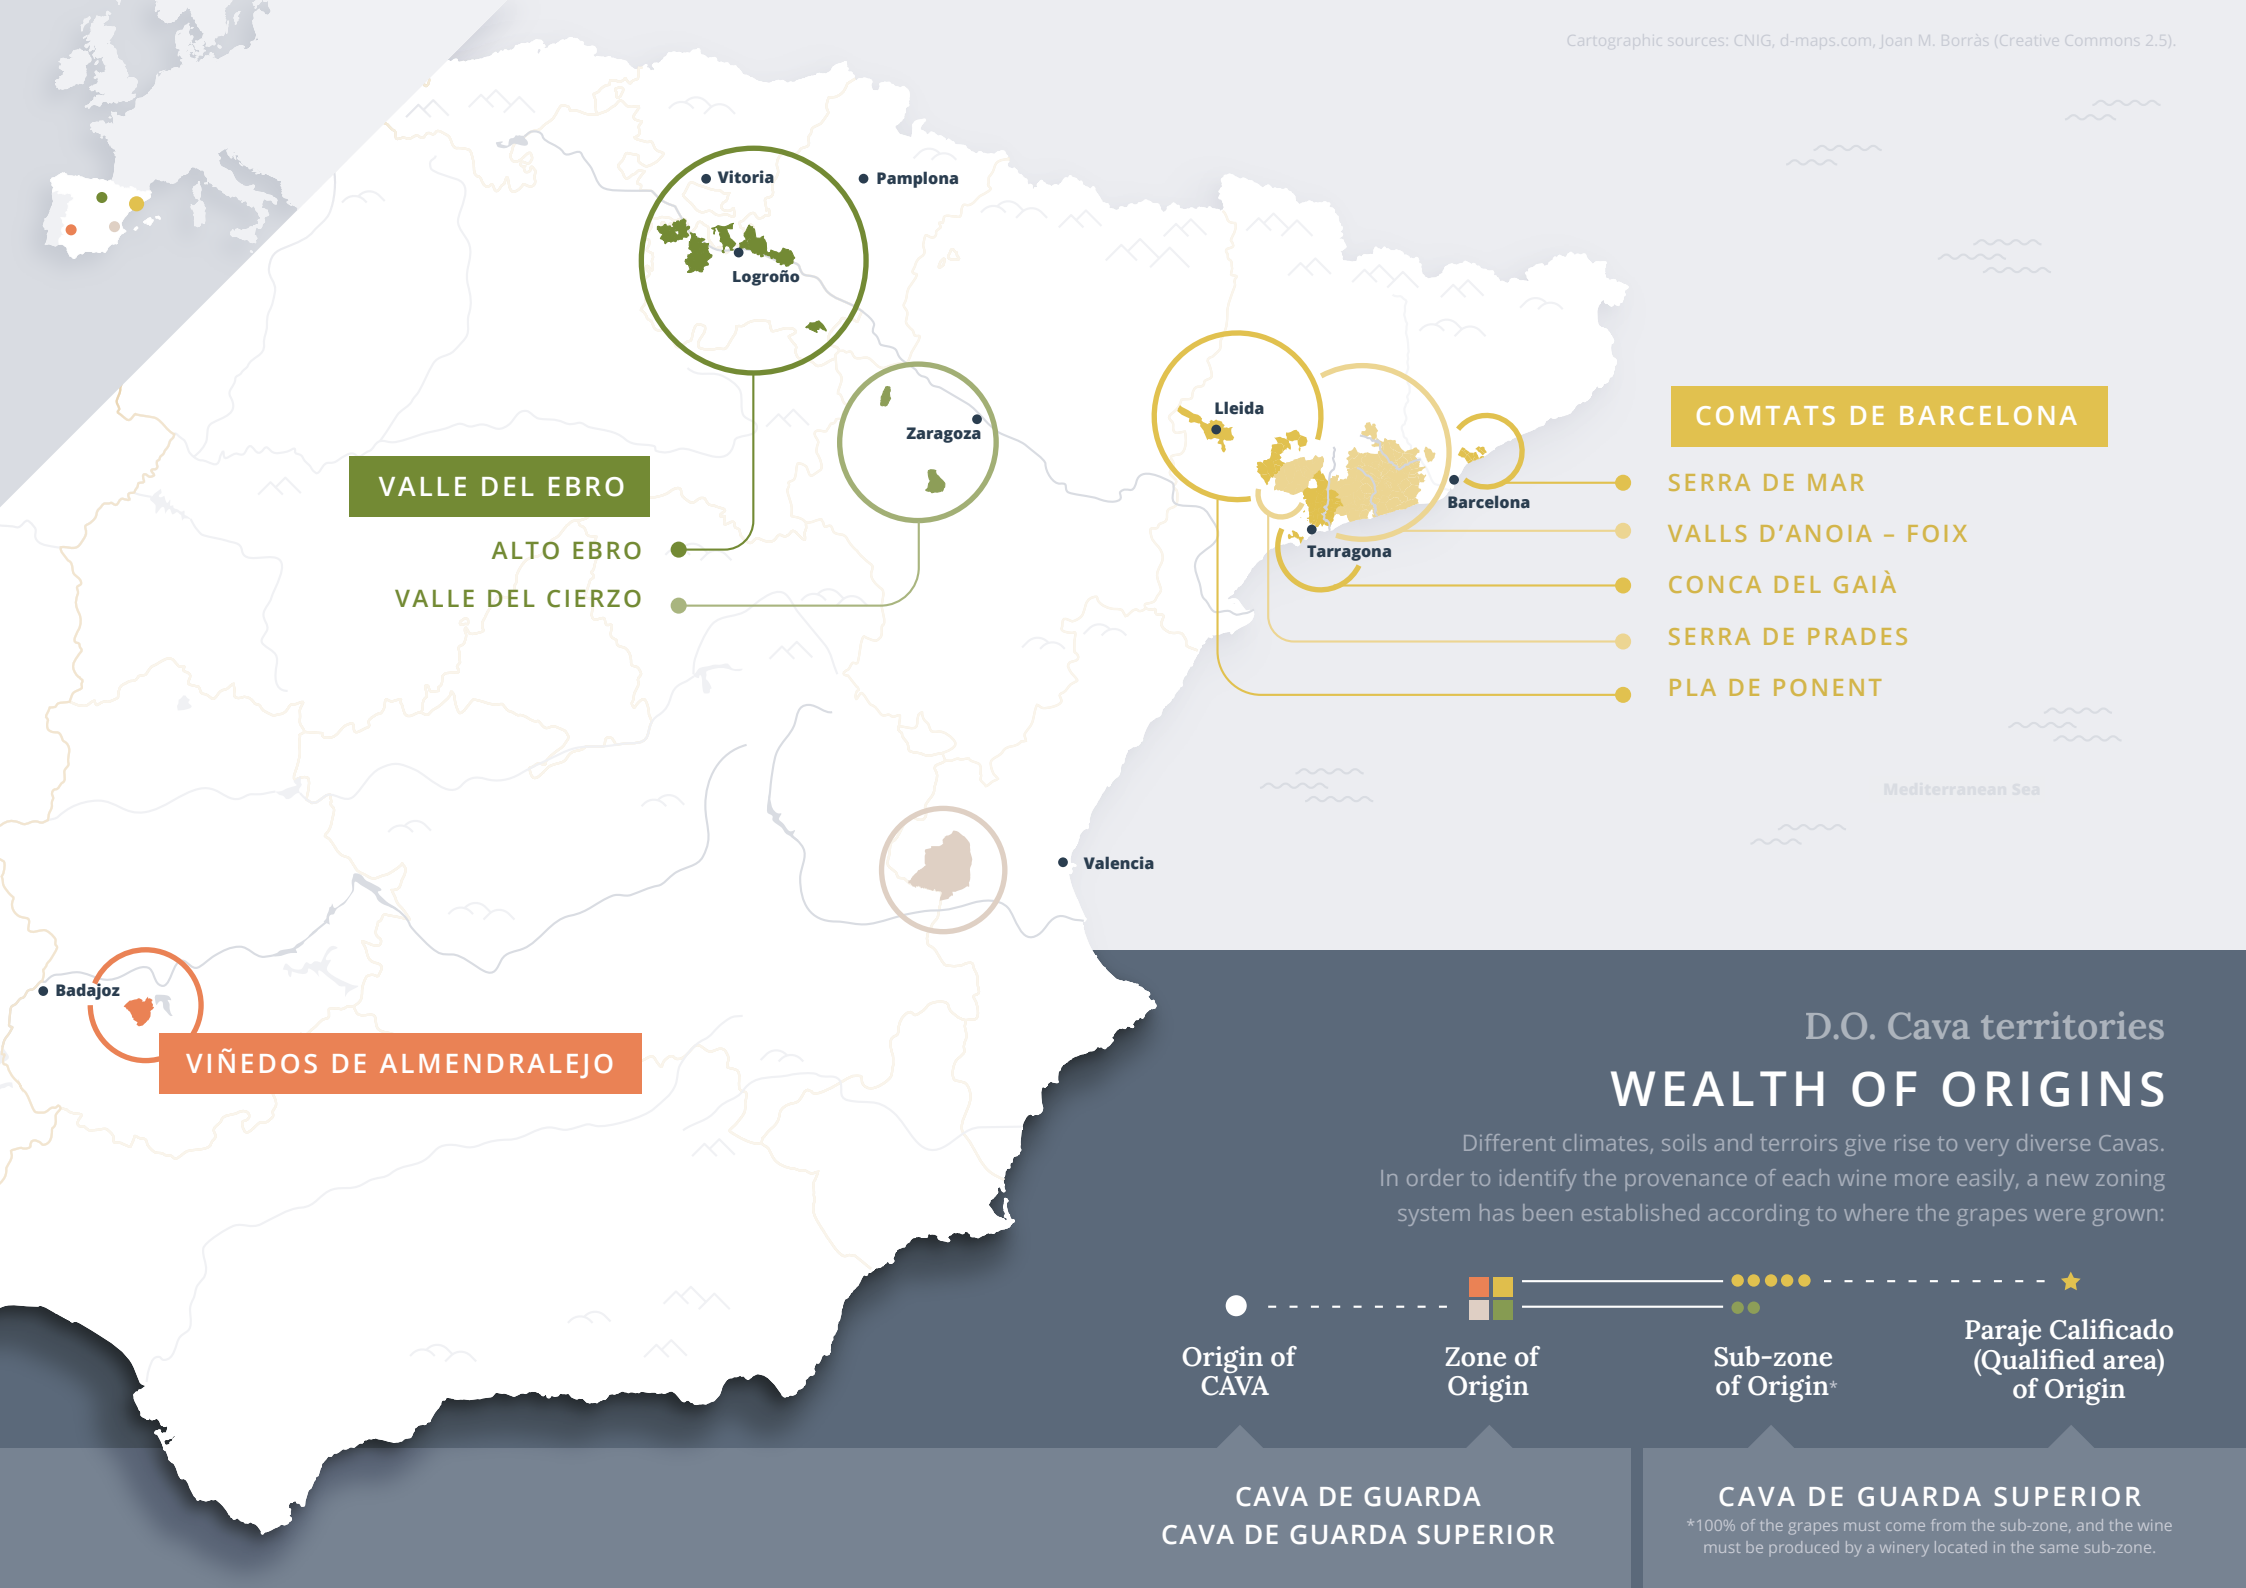 Cartographic sources: CNIG, d-maps.com, Joan M. Borràs (Creative Commons 2.5).
Vitoria
Pamplona
Logroño
Zaragoza
Lleida
Barcelona
Tarragona
Valencia
Badajoz
VALLE DEL EBRO
ALTO EBRO
VALLE DEL CIERZO
COMTATS DE BARCELONA
SERRA DE MAR
VALLS D’ANOIA – FOIX
CONCA DEL GAIÀ
SERRA DE PRADES
PLA DE PONENT
Mediterranean Sea
VIÑEDOS DE ALMENDRALEJO
D.O. Cava territories
WEALTH OF ORIGINS
Different climates, soils and terroirs give rise to very diverse Cavas.
In order to identify the provenance of each wine more easily, a new zoning
system has been established according to where the grapes were grown:
Origin of
CAVA
Zone of
Origin
Sub-zone
of Origin*
Paraje Calificado
(Qualified area)
of Origin
CAVA DE GUARDA
CAVA DE GUARDA SUPERIOR
CAVA DE GUARDA SUPERIOR
*100% of the grapes must come from the sub-zone, and the wine
must be produced by a winery located in the same sub-zone.